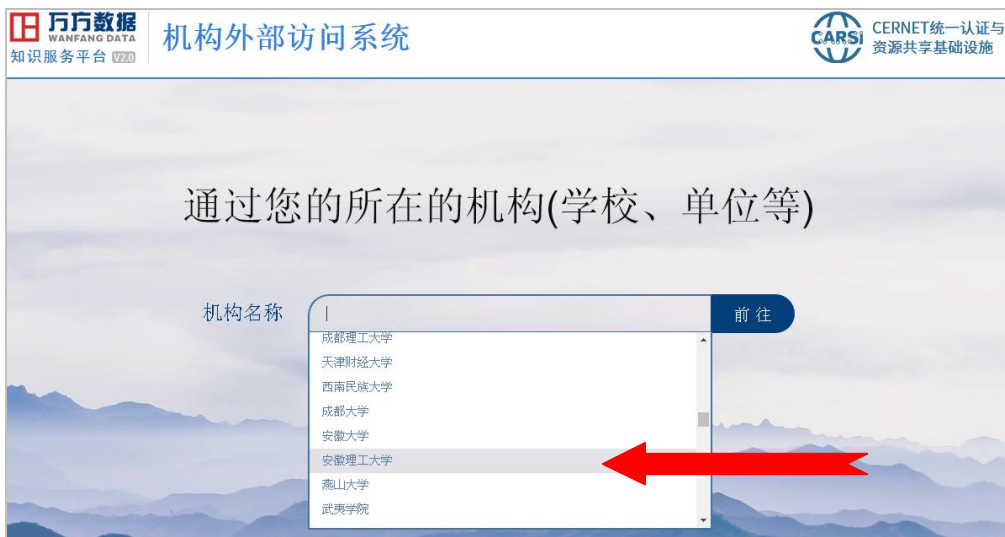 万方数据
WANFANG DATA
知识服务平台 V2.0
机构外部访问系统
CARSI
CERNET统一认证与
资源共享基础设施
通过您的所在的机构(学校、单位等)
机构名称
前往
成都理工大学
天津财经大学
西南民族大学
成都大学
安徽大学
安徽理工大学
燕山大学
武夷学院